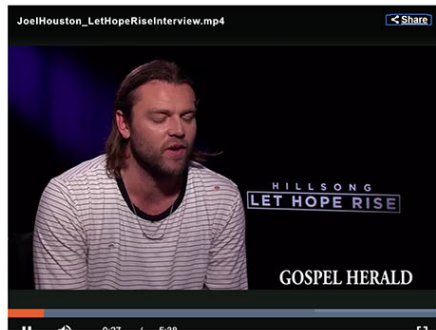 JoelHouston_LetHopeRiseInterview.mp4
Share
HILLSONG
LET HOPE RISE
GOSPEL HERALD
0:27 / 5:38